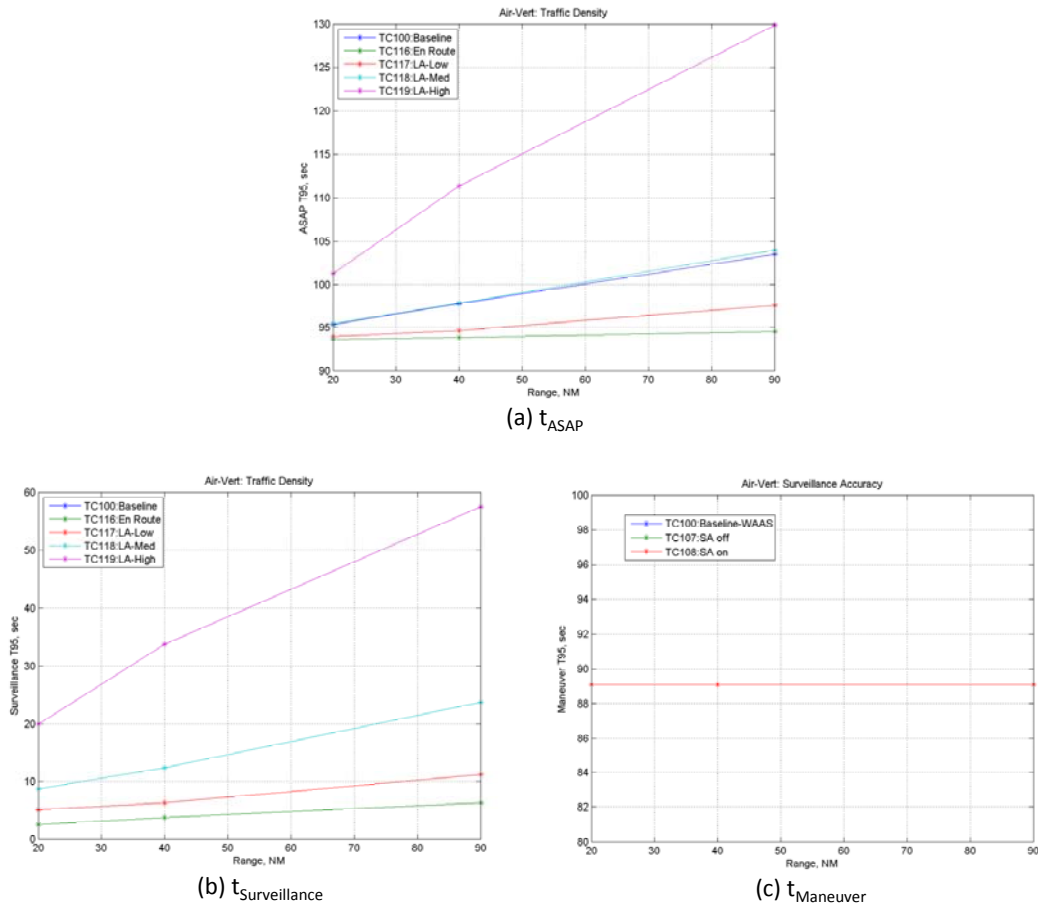 Air-Vert: Traffic Density
TC100:Baseline
TC116:En Route
TC117:LA-Low
TC118:LA-Med
TC119:LA-High
ASAP T95, sec
130
125
120
115
110
105
100
95
90
20 30 40 50 60 70 80 90
Range, NM
(a) tASAP
Air-Vert: Traffic Density
TC100:Baseline
TC116:En Route
TC117:LA-Low
TC118:LA-Med
TC119:LA-High
Surveillance T95, sec
60
50
40
30
20
10
0
20 30 40 50 60 70 80 90
Range, NM
(b) tSurveillance
Air-Vert: Surveillance Accuracy
TC100:Baseline-WAAS
TC107:SA off
TC108:SA on
Maneuver T95, sec
100
98
96
94
92
90
88
86
84
82
80
20 30 40 50 60 70 80 90
Range, NM
(c) tManeuver